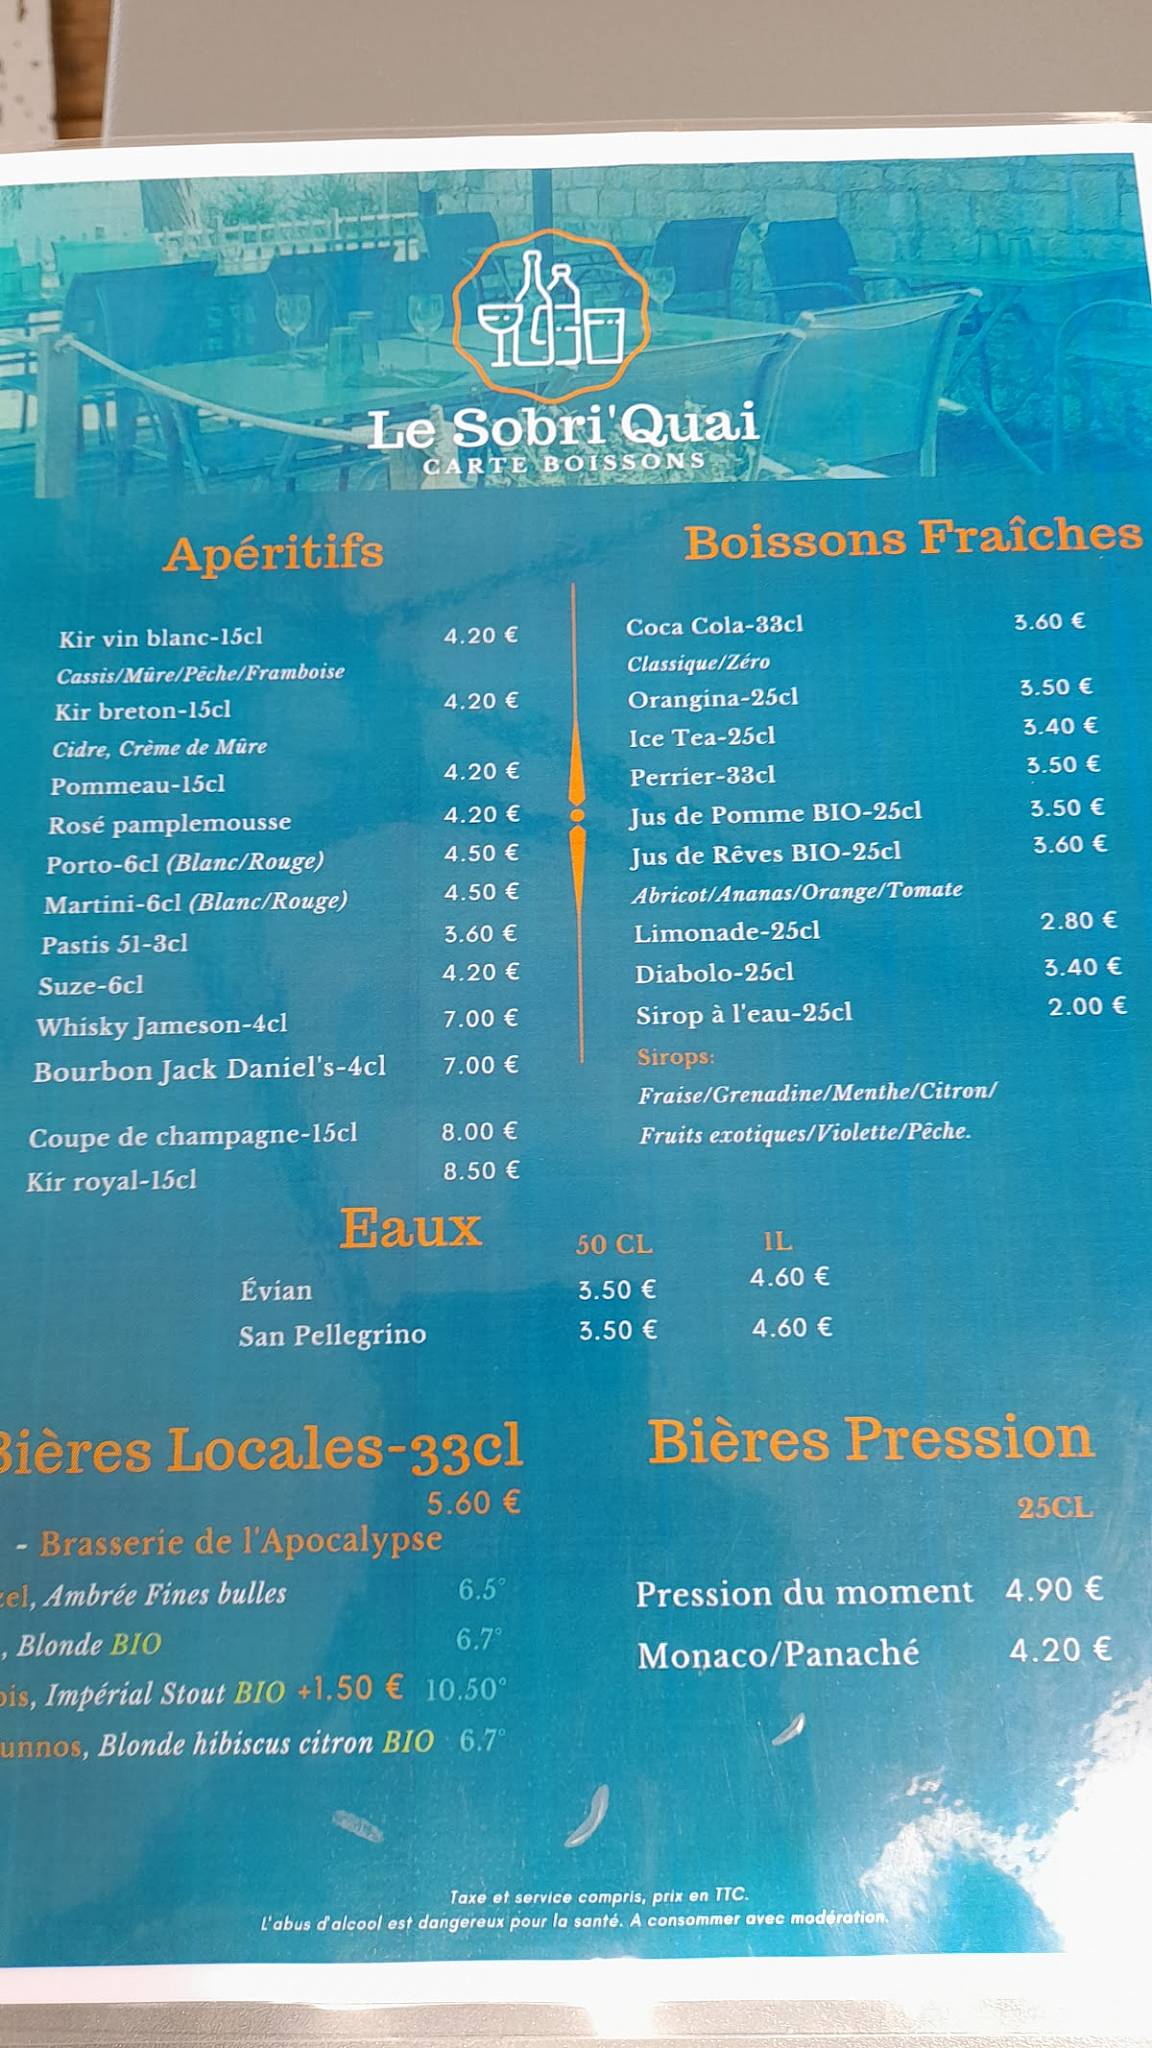 Le Sobri'Quai
CARTE BOISSONS
Apéritifs
Kir vin blanc-15cl 4.20 €
Cassis/Mûre/Pêche/Framboise
Kir breton-15cl 4.20 €
Cidre, Crème de Mûre
Pommeau-15cl 4.20 €
Rosé pamplemousse 4.20 €
Porto-6cl (Blanc/Rouge) 4.50 €
Martini-6cl (Blanc/Rouge) 4.50 €
Pastis 51-3cl 3.60 €
Suze-6cl 4.20 €
Whisky Jameson-4cl 7.00 €
Bourbon Jack Daniel's-4cl 7.00 €
Coupe de champagne-15cl 8.00 €
Kir royal-15cl 8.50 €
Boissons Fraîches
Coca Cola-33cl 3.60 €
Classique/Zéro
Orangina-25cl 3.50 €
Ice Tea-25cl 3.40 €
Perrier-33cl 3.50 €
Jus de Pomme BIO-25cl 3.50 €
Jus de Rêves BIO-25cl 3.60 €
Abricot/Ananas/Orange/Tomate
Limonade-25cl 2.80 €
Diabolo-25cl 3.40 €
Sirop à l'eau-25cl 2.00 €
Sirops:
Fraise/Grenadine/Menthe/Citron/
Fruits exotiques/Violette/Pêche.
Eaux 50 CL 1L
Évian 3.50 € 4.60 €
San Pellegrino 3.50 € 4.60 €
Bières Locales-33cl
5.60 €
- Brasserie de l'Apocalypse
Ambrée Fines bulles 6.5°
, Blonde BIO 6.7°
Impérial Stout BIO +1.50 € 10.50°
Blonde hibiscus citron BIO 6.7°
Bières Pression
25CL
Pression du moment 4.90 €
Monaco/Panaché 4.20 €
Taxe et service compris, prix en TTC.
L'abus d'alcool est dangereux pour la santé. A consommer avec modération.